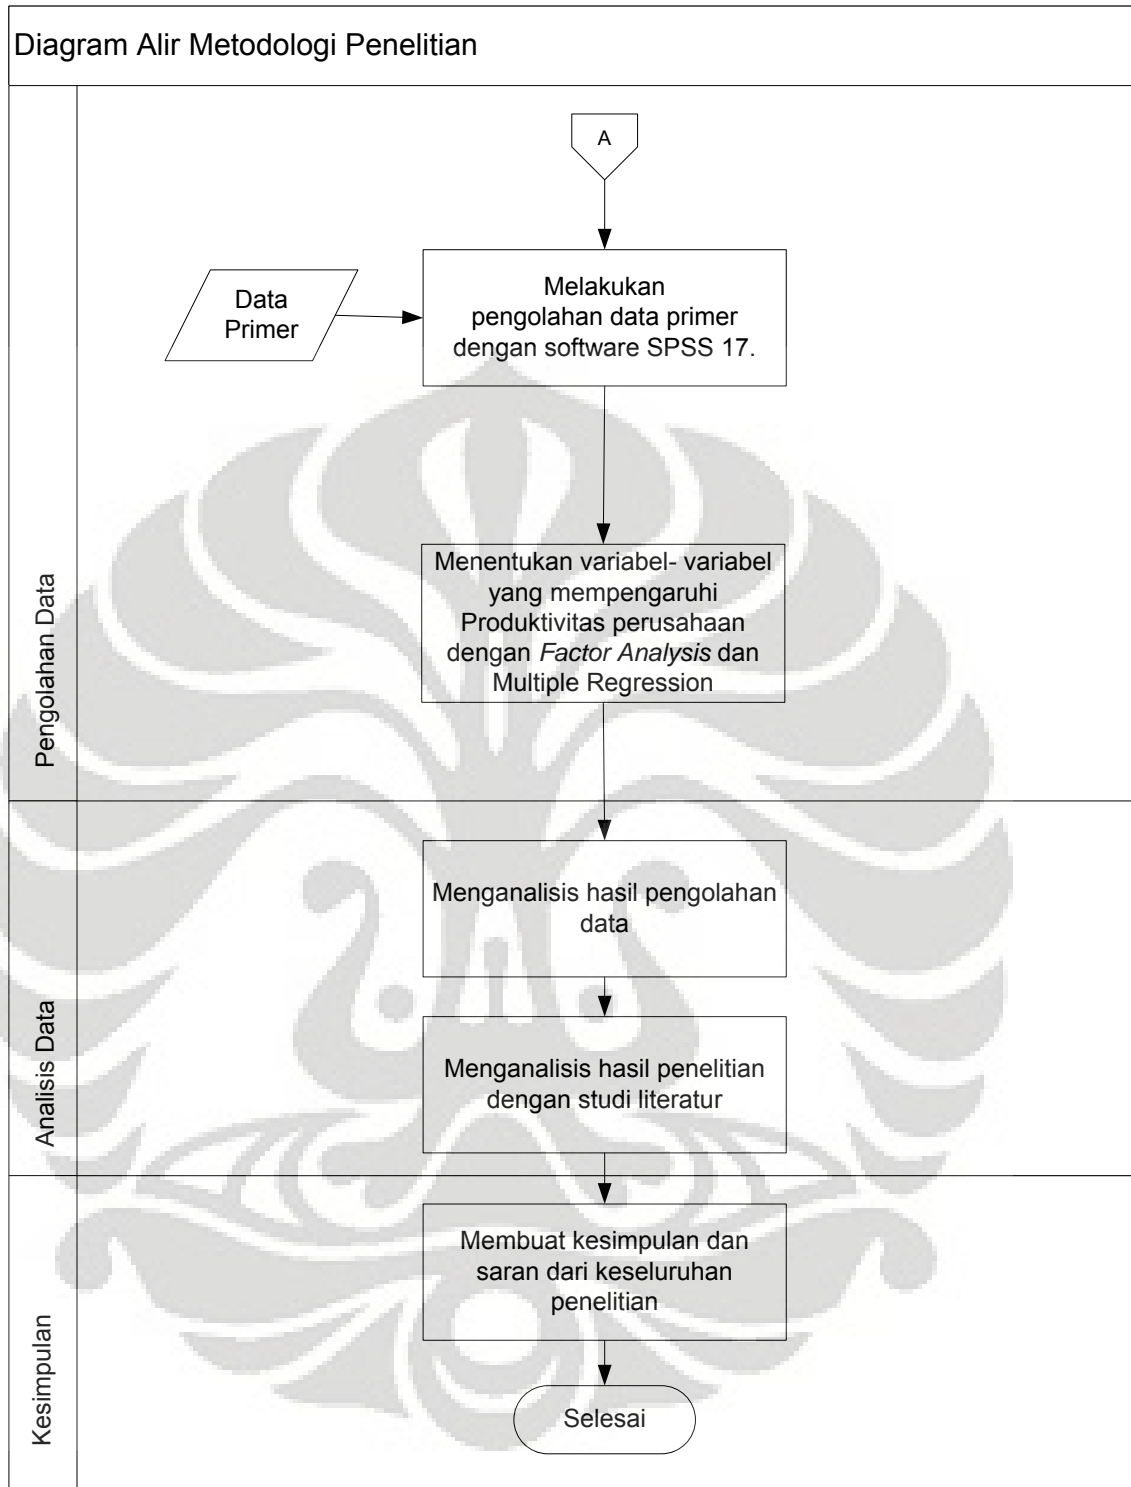 Diagram Alir Metodologi Penelitian
A
Data
Primer
Melakukan
pengolahan data primer
dengan software SPSS 17.
Menentukan variabel- variabel
yang mempengaruhi
Produktivitas perusahaan
dengan Factor Analysis dan
Multiple Regression
Pengolahan Data
Menganalisis hasil pengolahan
data
Menganalisis hasil penelitian
dengan studi literatur
Analisis Data
Membuat kesimpulan dan
saran dari keseluruhan
penelitian
Selesai
Kesimpulan